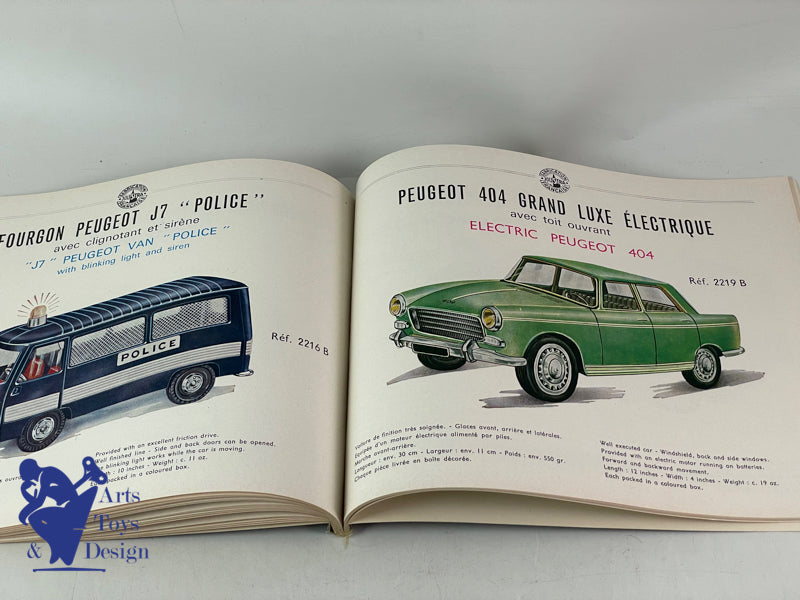 FOURGON PEUGEOT J7 "POLICE"
avec clignotant et sirène
"J7" PEUGEOT VAN "POLICE"
with blinking light and siren
Réf. 2216 B
POLICE
Provided with an excellent friction drive.
Well finished line - Side and back doors can be opened.
blinking light works while the car is moving.
: 10 inches - Weight : c. 11 oz.
in a coloured box.
FABRICATION
FRANÇAISE
PEUGEOT 404 GRAND LUXE ÉLECTRIQUE
avec toit ouvrant
ELECTRIC PEUGEOT 404
Réf. 2219 B
Voiture de finition très soignée. - Glaces avant, arrière et latérales.
Équipée d'un moteur électrique alimenté par piles.
Marche avant-arrière.
Longueur : env. 30 cm - Largeur : env. 11 cm - Poids : env. 550 gr.
Chaque pièce livrée en boîte décorée.
Well executed car - Windshield, back and side windows.
Provided with an electric motor running on batteries.
Forword and backward movement.
Length : 12 inches - Width : 4 inches - Weight : c. 19 oz.
Each packed in a coloured box.
Arts
Toys
& Design